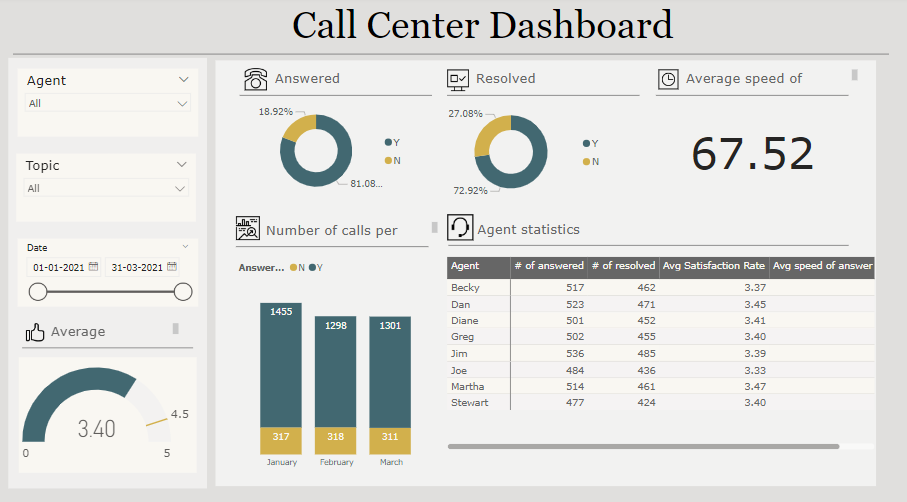 Call Center Dashboard
Agent
All
Topic
All
Date
01-01-2021 31-03-2021
Average
3.40
4.5
0 5
Answered
18.92%
81.08...
Y
N
Resolved
27.08%
72.92%
Y
N
Average speed of
67.52
Number of calls per
Answer... N Y
1455 1298 1301
317 318 311
January February March
Agent statistics
Agent # of answered # of resolved Avg Satisfaction Rate Avg speed of answer
Becky 517 462 3.37
Dan 523 471 3.45
Diane 501 452 3.41
Greg 502 455 3.40
Jim 536 485 3.39
Joe 484 436 3.33
Martha 514 461 3.47
Stewart 477 424 3.40